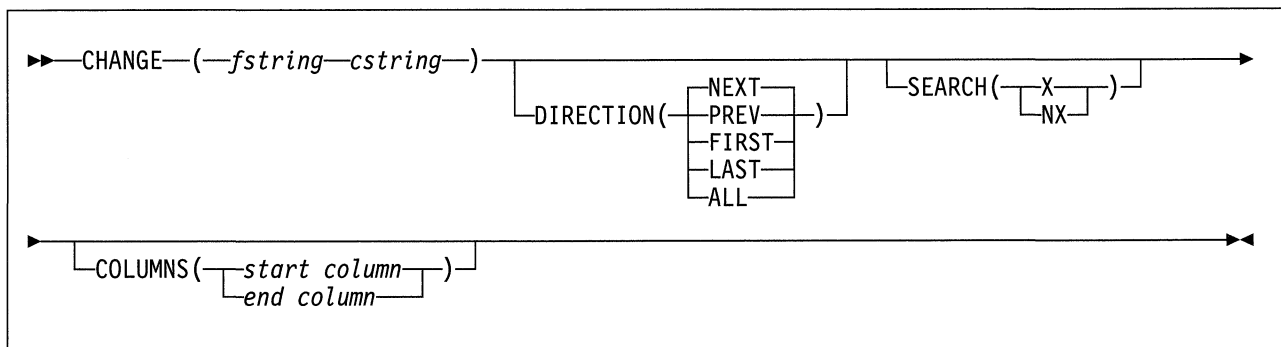 CHANGE ( fstring cstring )
DIRECTION( NEXT )
PREV
FIRST
LAST
ALL
SEARCH( X )
NX
COLUMNS( start column )
end column